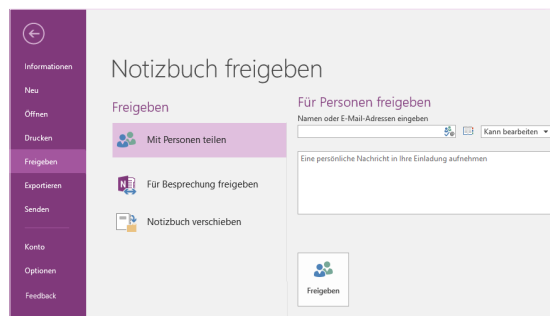 Informationen
Neu
Öffnen
Drucken
Freigeben
Exportieren
Senden
Konto
Optionen
Feedback
Notizbuch freigeben
Freigeben
Mit Personen teilen
Für Besprechung freigeben
Notizbuch verschieben
Für Personen freigeben
Namen oder E-Mail-Adressen eingeben
Kann bearbeiten
Eine persönliche Nachricht in Ihre Einladung aufnehmen
Freigeben